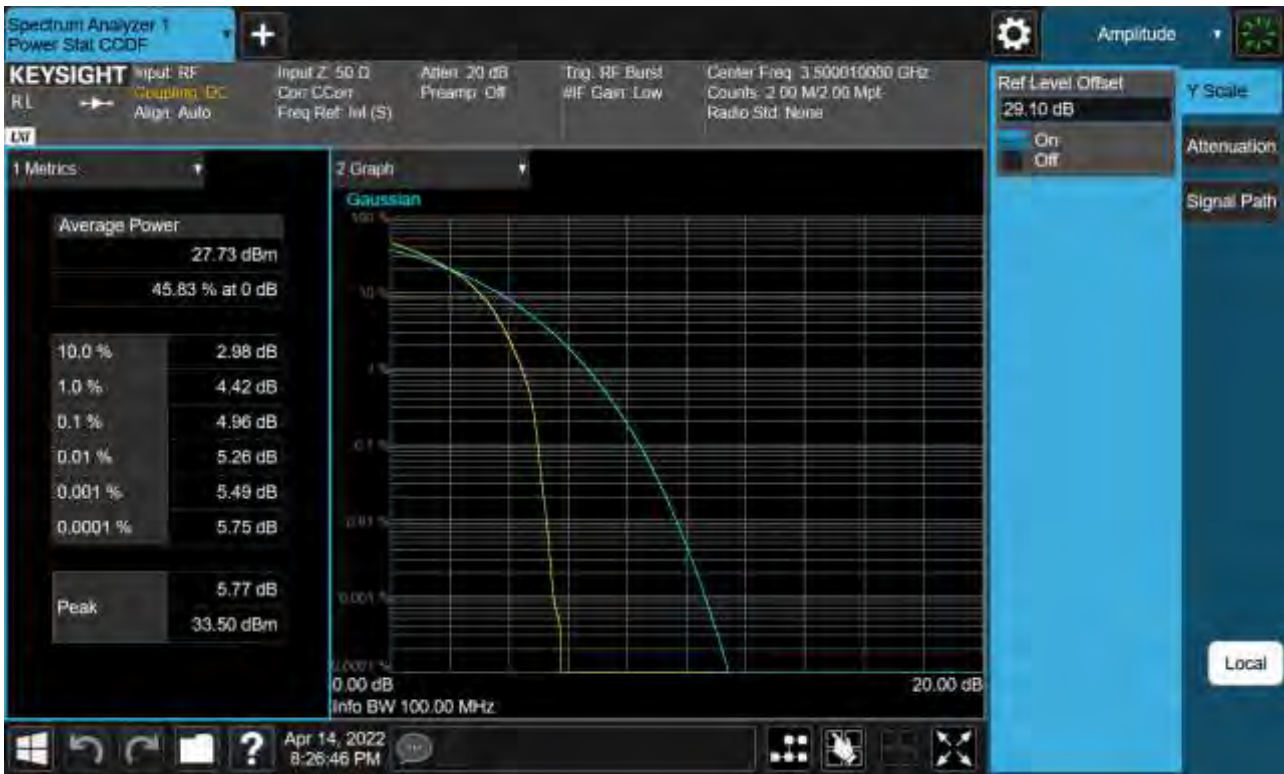 Spectrum Analyzer 1
Power Stat CCDF
Amplitude
KEYSIGHT
RL
LXI
Input: RF
Coupling: DC
Align: Auto
Input Z: 50 Ω
Corr CCorr
Freq Ref: Int (S)
Atten: 20 dB
Preamp: Off
Trig: RF Burst
#IF Gain: Low
Center Freq: 3.500010000 GHz
Counts: 2.00 M/2.00 Mpt
Radio Std: None
Ref Level Offset
29.10 dB
On
Off
Y Scale
Attenuation
Signal Path
Local
1 Metrics
Average Power
27.73 dBm
45.83 % at 0 dB
10.0 % 2.98 dB
1.0 % 4.42 dB
0.1 % 4.96 dB
0.01 % 5.26 dB
0.001 % 5.49 dB
0.0001 % 5.75 dB
Peak
5.77 dB
33.50 dBm
2 Graph
Gaussian
100 %
10 %
1 %
0.1 %
0.01 %
0.001 %
0.0001 %
0.00 dB
20.00 dB
Info BW 100.00 MHz
?
Apr 14, 2022
8:26:46 PM